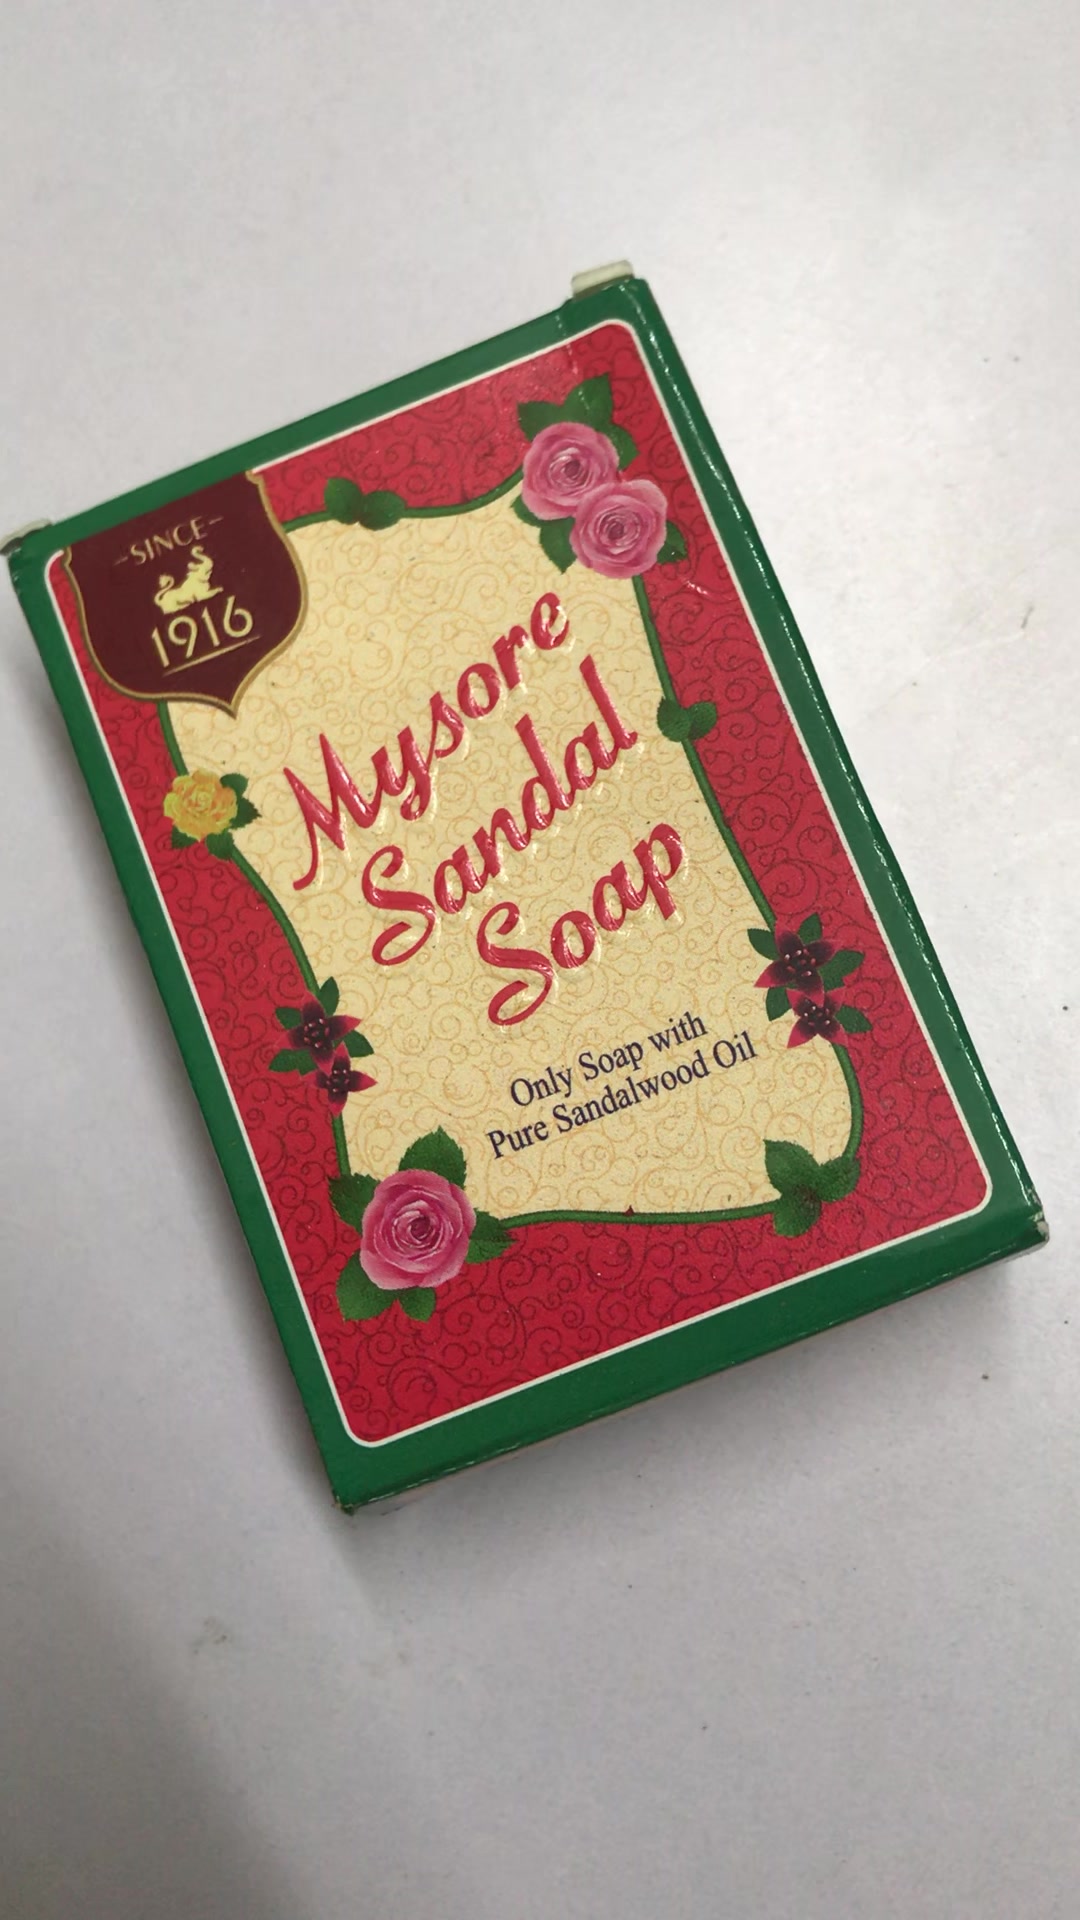 -SINCE-
1916
Mysore
Sandal
Soap
Only Soap with
Pure Sandalwood Oil